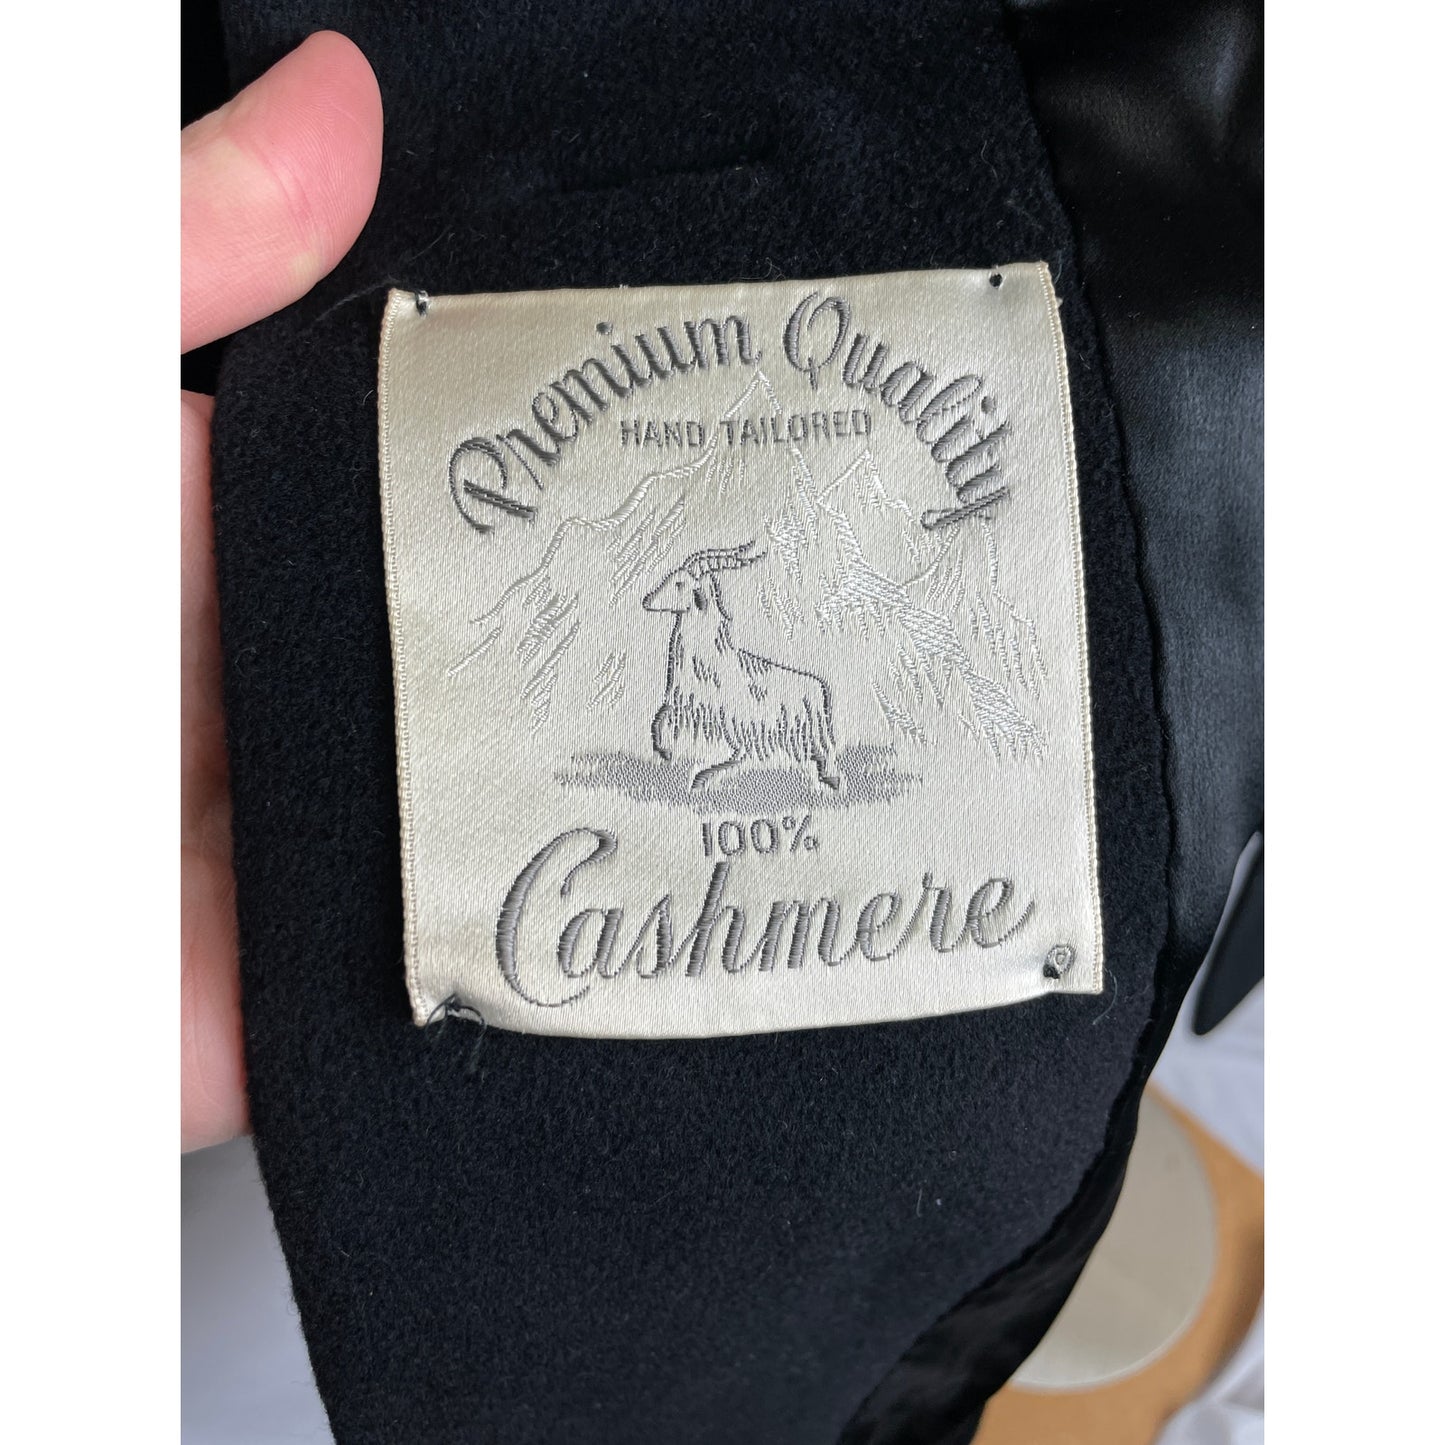 Premium Quality
HAND TAILORED
100%
Cashmere